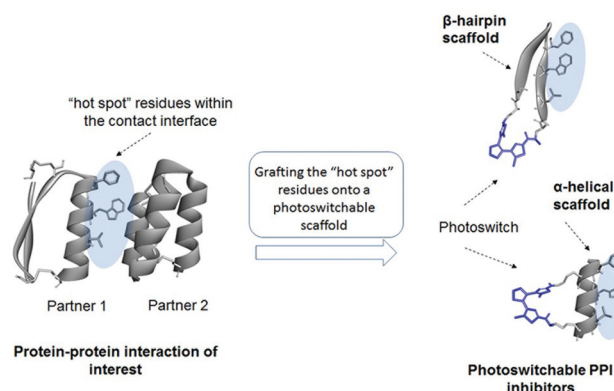 β-hairpin
scaffold
“hot spot” residues within
the contact interface
Grafting the “hot spot”
residues onto a
photoswitchable
scaffold
α-helical
scaffold
Photoswitch
Partner 1
Partner 2
Protein-protein interaction of
interest
Photoswitchable PPI
inhibitors